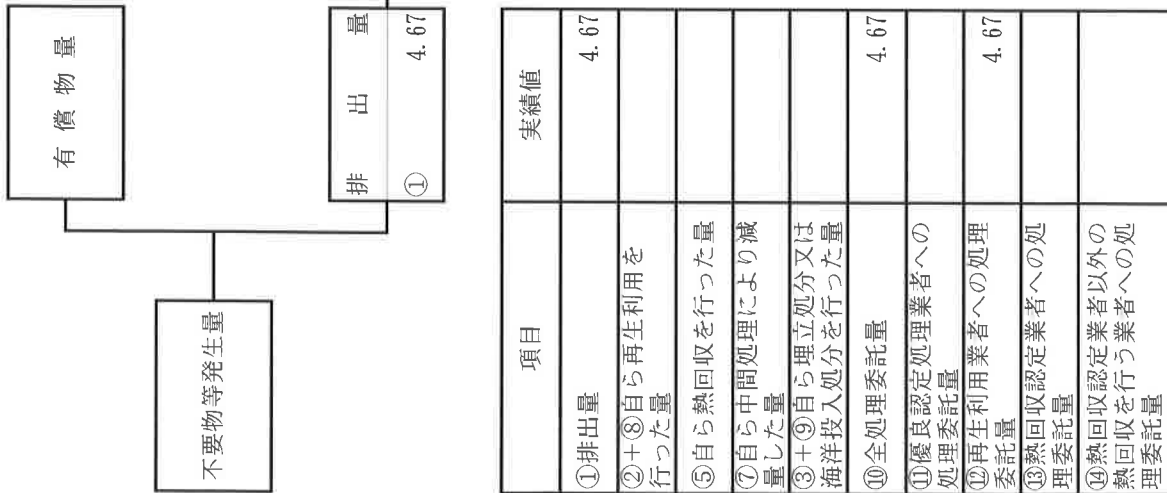 有償物量
不要物等発生量
排出量
① 4.67
項目 実績値
①排出量 4.67
②+⑧自ら再生利用を
行った量
⑤自ら熱回収を行った量
⑦自ら中間処理により減
量した量
③+⑨自ら埋立処分又は
海洋投入処分を行った量
⑩全処理委託量 4.67
⑪優良認定処理業者への
処理委託量
⑫再生利用業者への処理
委託量 4.67
⑬熱回収認定業者への処
理委託量
⑭熱回収認定業者以外の
熱回収を行う業者への処
理委託量